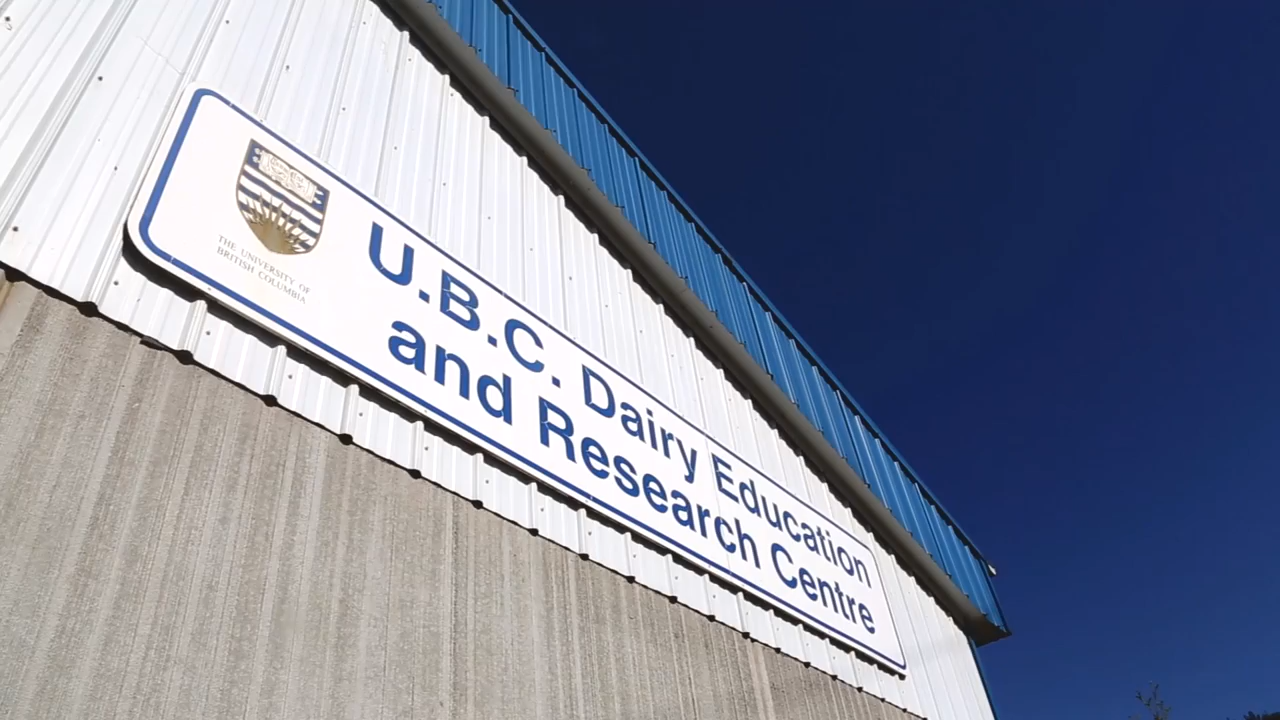 THE UNIVERSITY OF
BRITISH COLUMBIA
U.B.C. Dairy Education
and Research Centre